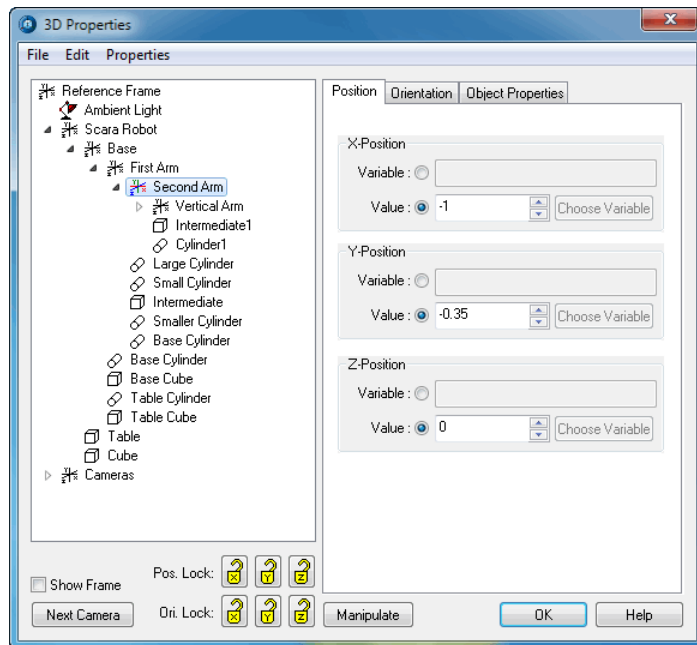 3D Properties
File Edit Properties
Reference Frame
Ambient Light
Scara Robot
Base
First Arm
Second Arm
Vertical Arm
Intermediate1
Cylinder1
Large Cylinder
Small Cylinder
Intermediate
Smaller Cylinder
Base Cylinder
Base Cylinder
Base Cube
Table Cylinder
Table Cube
Table
Cube
Cameras
Position Orientation Object Properties
X-Position
Variable :
Value : -1 Choose Variable
Y-Position
Variable :
Value : -0.35 Choose Variable
Z-Position
Variable :
Value : 0 Choose Variable
Show Frame
Pos. Lock: X Y Z
Next Camera
Ori. Lock: X Y Z
Manipulate OK Help